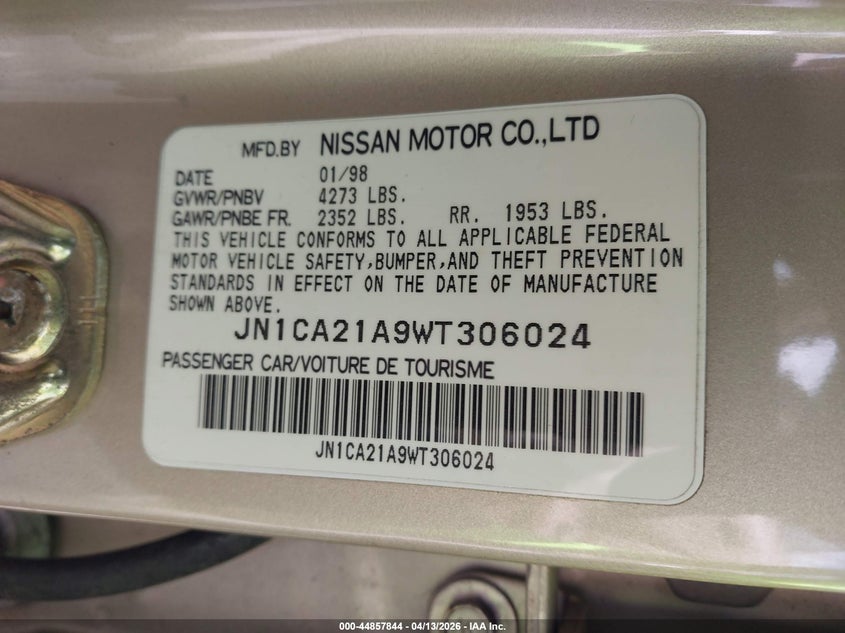 MFD.BY NISSAN MOTOR CO.,LTD
DATE 01/98
GVWR/PNBV 4273 LBS.
GAWR/PNBE FR. 2352 LBS. RR. 1953 LBS.
THIS VEHICLE CONFORMS TO ALL APPLICABLE FEDERAL
MOTOR VEHICLE SAFETY,BUMPER,AND THEFT PREVENTION
STANDARDS IN EFFECT ON THE DATE OF MANUFACTURE
SHOWN ABOVE.
JN1CA21A9WT306024
PASSENGER CAR/VOITURE DE TOURISME
JN1CA21A9WT306024
000-44857844 | 04/13/2026 | IAA Inc.